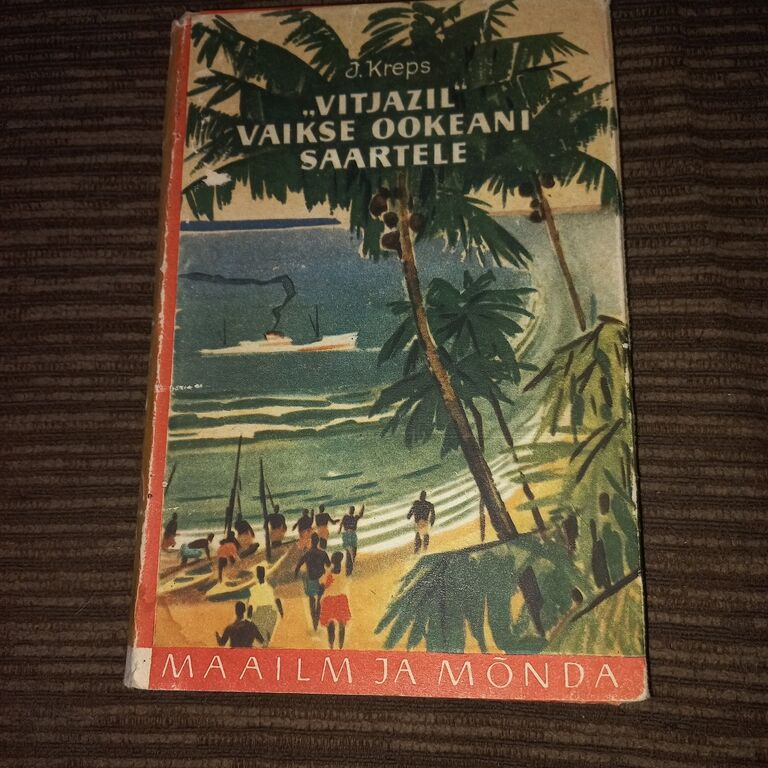 J. Kreps
„VITJAZIL“
VAIKSE OOKEANI
SAARTELE
MAAILM JA MÕNDA